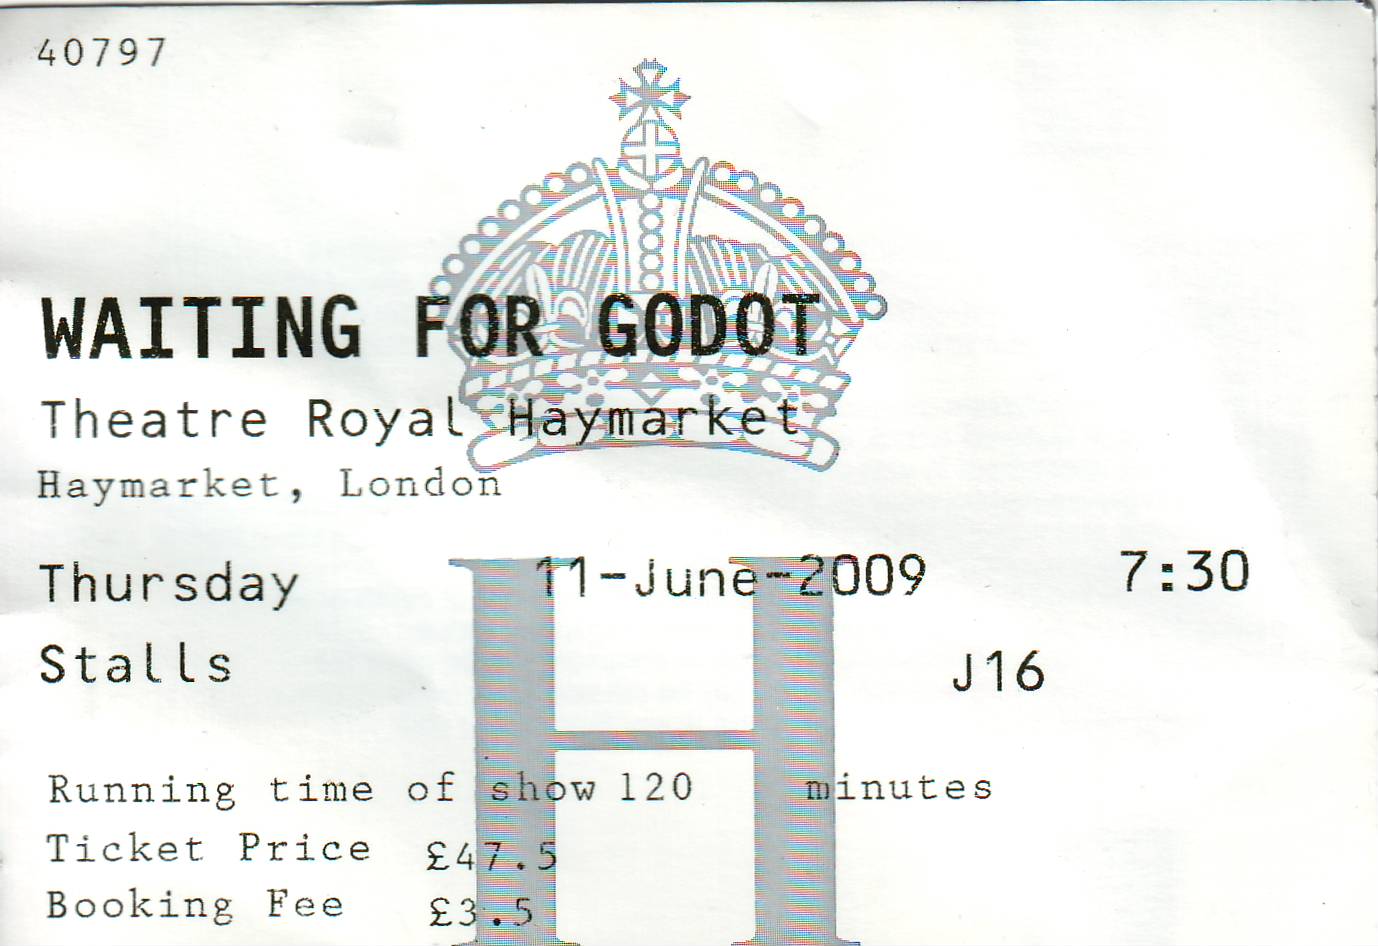 40797
WAITING FOR GODOT
Theatre Royal Haymarket
Haymarket, London
Thursday 11-June-2009 7:30
Stalls J16
Running time of show 120 minutes
Ticket Price £47.5
Booking Fee £3.5
H